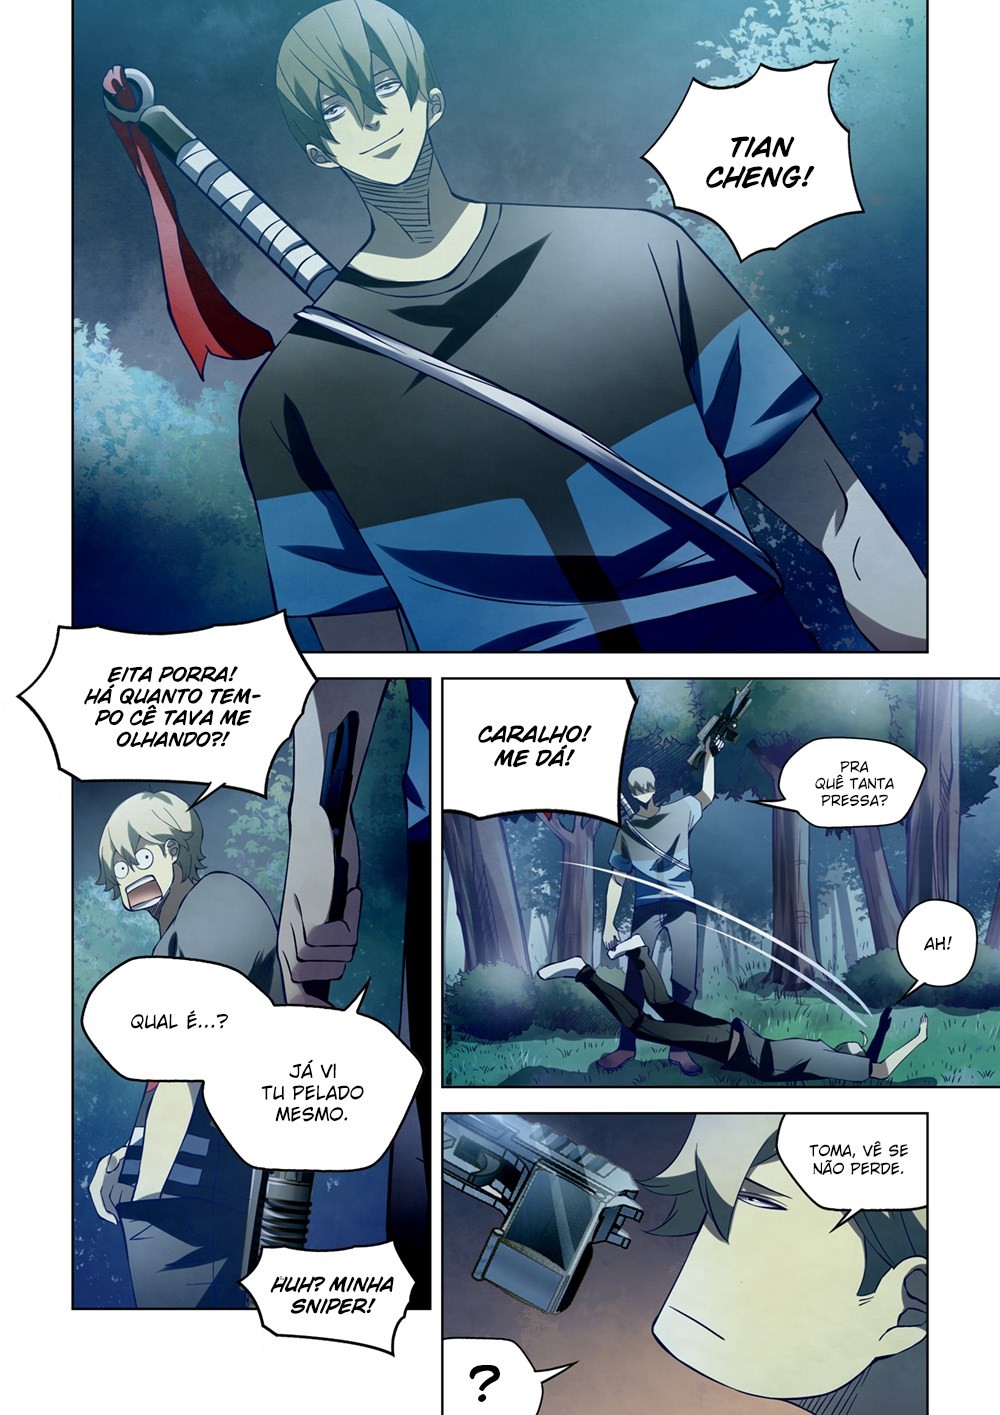 TIAN
CHENG!
EITA PORRA!
HÁ QUANTO TEM-
PO CÊ TAVA ME
OLHANDO?!
QUAL É...?
JÁ VI
TU PELADO
MESMO.
HUH? MINHA
SNIPER!
CARALHO!
ME DÁ!
PRA
QUÊ TANTA
PRESSA?
AH!
TOMA, VÊ SE
NÃO PERDE.
?